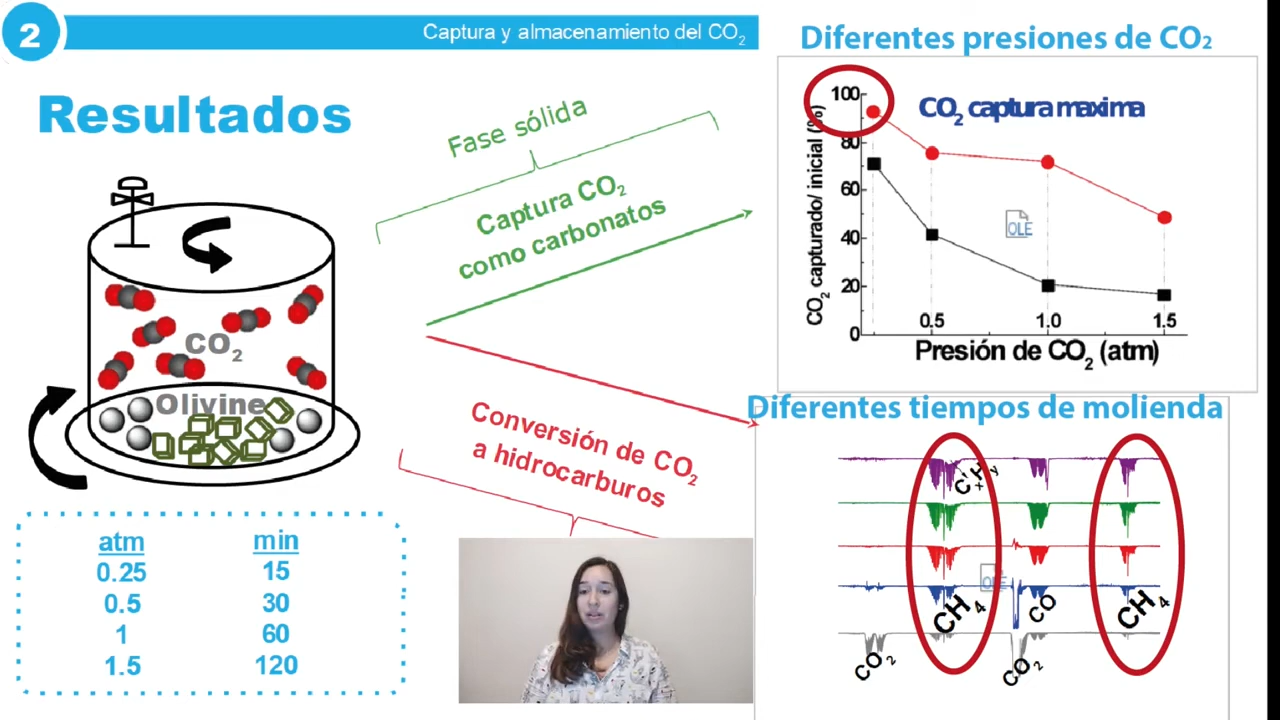 2
Captura y almacenamiento del CO₂
Resultados
CO₂
Olivine
atm min
0.25 15
0.5 30
1 60
1.5 120
Fase sólida
Captura CO₂
como carbonatos
Conversión de CO₂
a hidrocarburos
Diferentes presiones de CO₂
CO₂ captura maxima
CO₂ capturado/ inicial (%)
100
80
60
40
20
0
0.5 1.0 1.5
OLE
Presión de CO₂ (atm)
Diferentes tiempos de molienda
CₓHᵧ
OLE
CH₄ CO CH₄
CO₂ CO₂